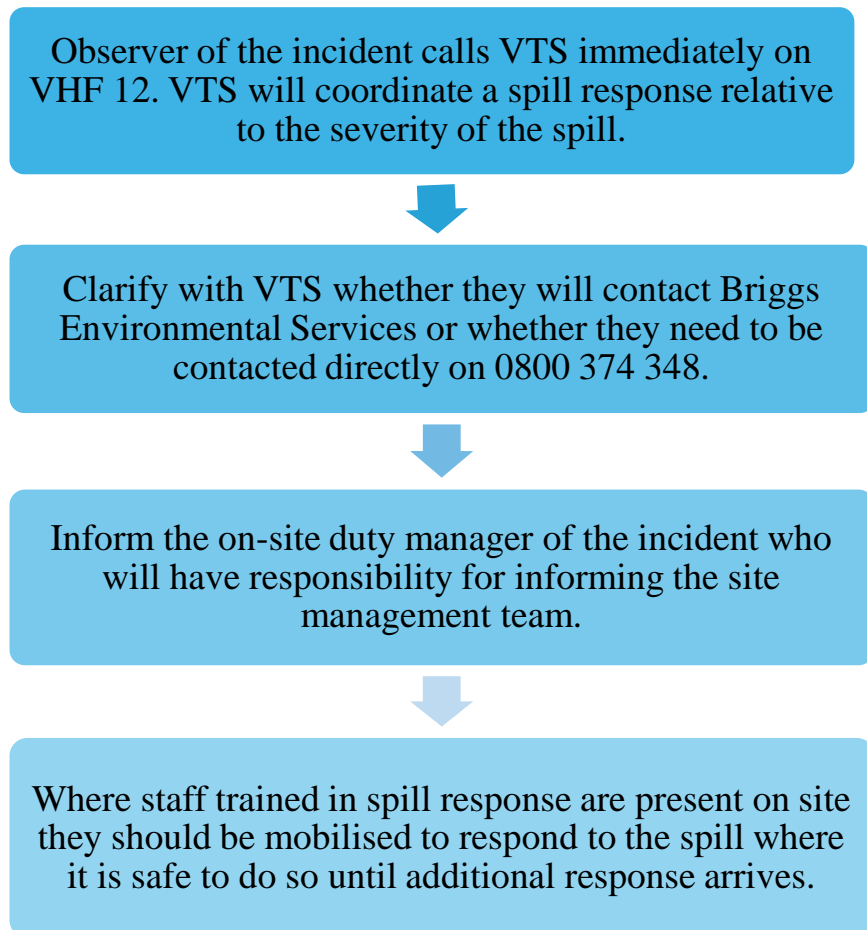 Observer of the incident calls VTS immediately on
VHF 12. VTS will coordinate a spill response relative
to the severity of the spill.
Clarify with VTS whether they will contact Briggs
Environmental Services or whether they need to be
contacted directly on 0800 374 348.
Inform the on-site duty manager of the incident who
will have responsibility for informing the site
management team.
Where staff trained in spill response are present on site
they should be mobilised to respond to the spill where
it is safe to do so until additional response arrives.